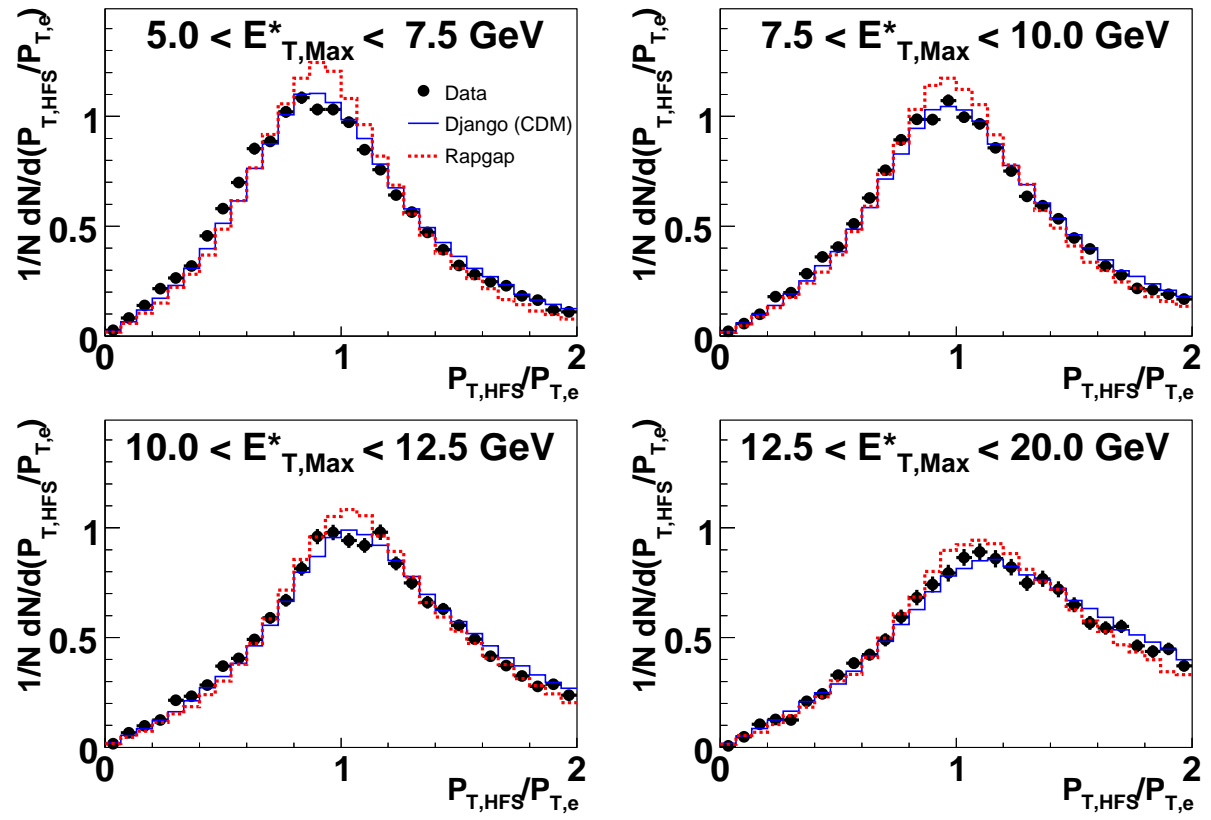 5.0 < E*T,Max < 7.5 GeV
1/N dN/d(PT,HFS/PT,e)
1
0.5
0
Data
Django (CDM)
Rapgap
0 1 2
PT,HFS/PT,e
7.5 < E*T,Max < 10.0 GeV
1/N dN/d(PT,HFS/PT,e)
1
0.5
0
0 1 2
PT,HFS/PT,e
10.0 < E*T,Max < 12.5 GeV
1/N dN/d(PT,HFS/PT,e)
1
0.5
0
0 1 2
PT,HFS/PT,e
12.5 < E*T,Max < 20.0 GeV
1/N dN/d(PT,HFS/PT,e)
1
0.5
0
0 1 2
PT,HFS/PT,e